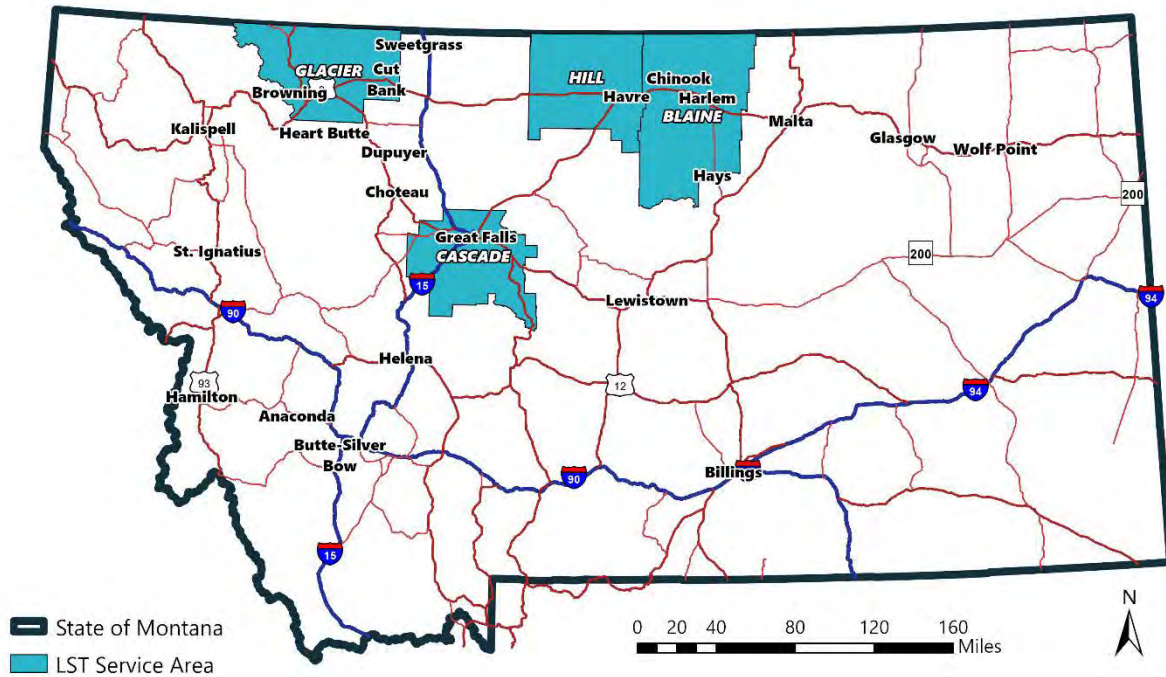 Sweetgrass
GLACIER
Cut
Bank
Browning
HILL
Chinook
Havre
Harlem
BLAINE
Malta
Kalispell
Heart Butte
Glasgow
Wolf Point
Dupuyer
Hays
Choteau
200
Great Falls
CASCADE
St. Ignatius
200
15
Lewistown
94
90
Helena
93
12
94
Hamilton
Anaconda
Butte-Silver
Bow
Billings
90
15
N
State of Montana
0 20 40 80 120 160
Miles
LST Service Area